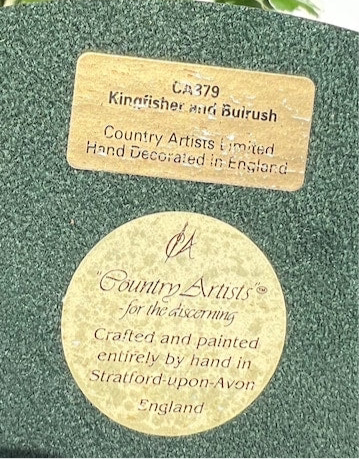 CA379
Kingfisher and Bulrush
Country Artists Limited
Hand Decorated in England
CA
"Country Artists"™
for the discerning
Crafted and painted
entirely by hand in
Stratford-upon-Avon
England